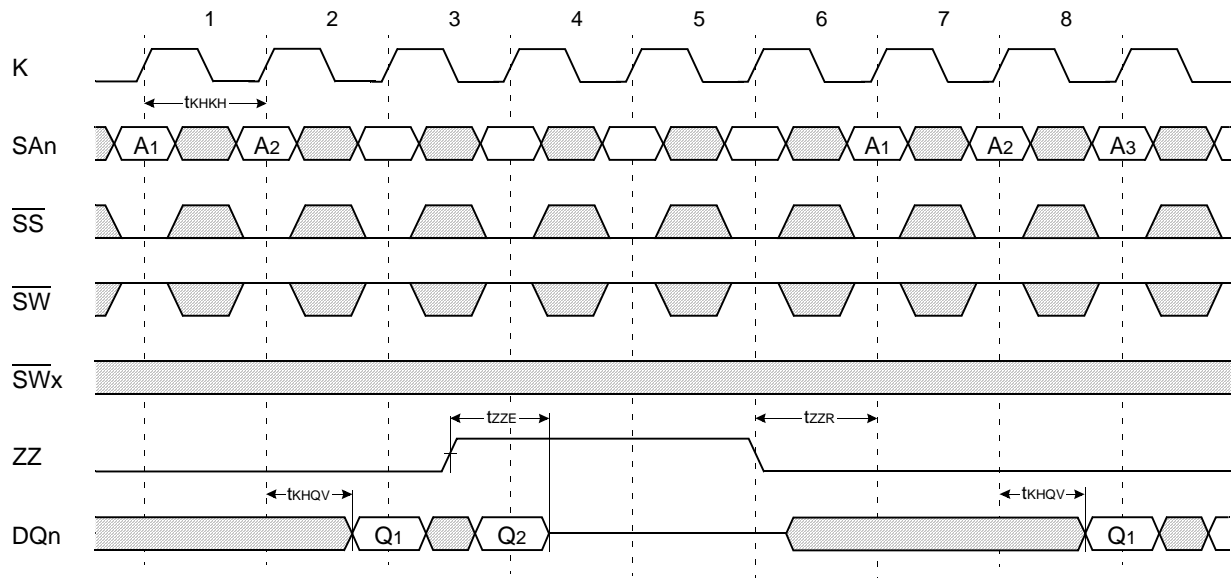 1 2 3 4 5 6 7 8
K
tKHKH
SAn A1 A2 A1 A2 A3
SS
SW
SWx
tZZE tZZR
ZZ
tKHQV tKHQV
DQn Q1 Q2 Q1